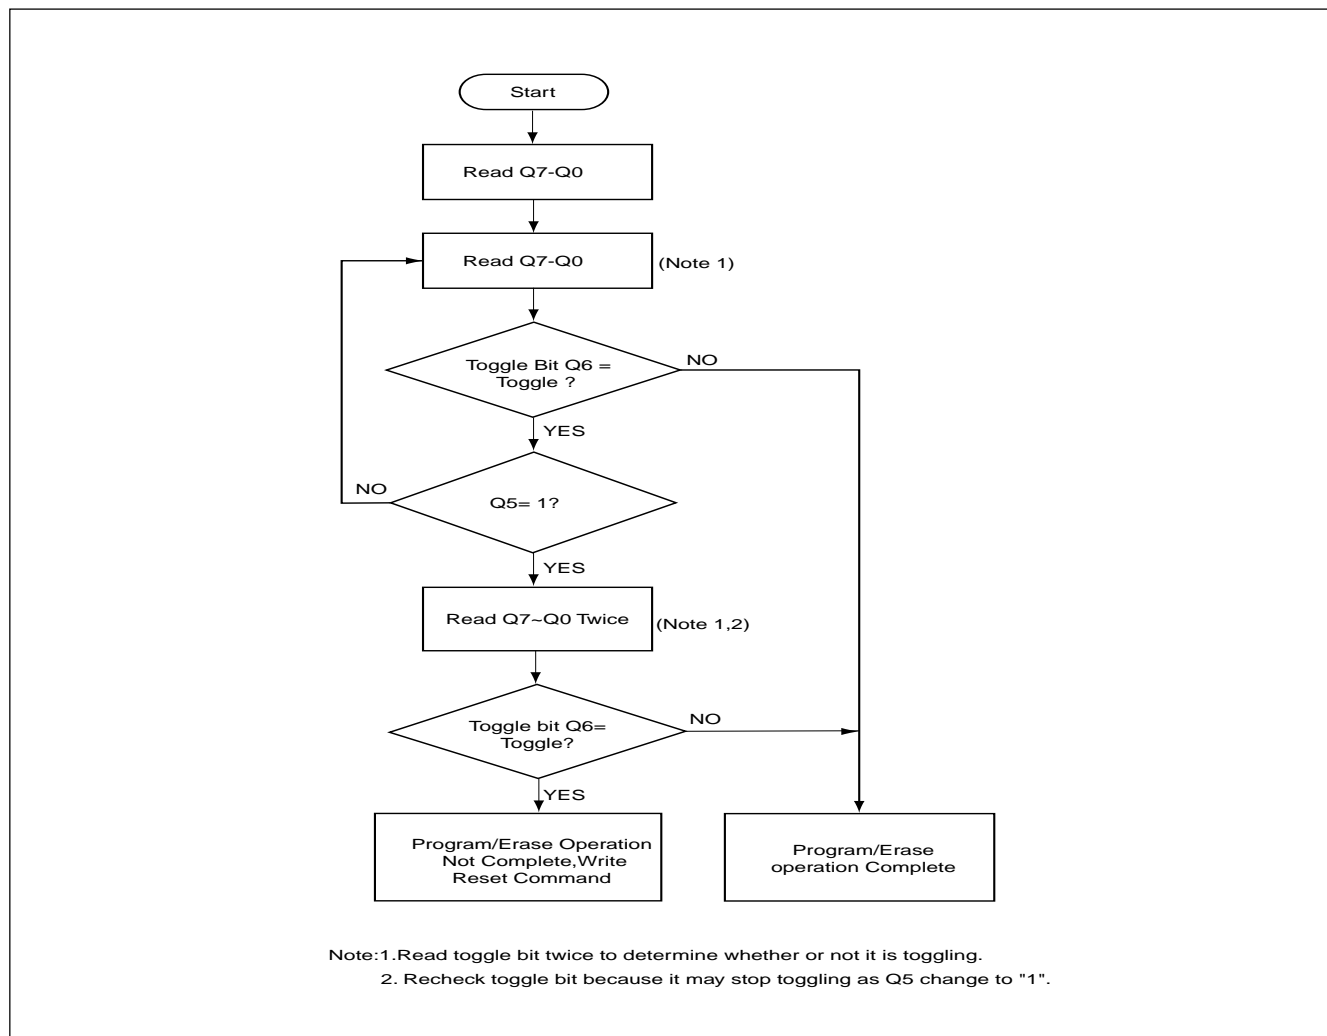 Start
Read Q7-Q0
Read Q7-Q0
(Note 1)
Toggle Bit Q6 =
Toggle ?
NO
YES
NO
Q5= 1?
YES
Read Q7~Q0 Twice
(Note 1,2)
Toggle bit Q6=
Toggle?
NO
YES
Program/Erase Operation
Not Complete,Write
Reset Command
Program/Erase
operation Complete
Note:1.Read toggle bit twice to determine whether or not it is toggling.
2. Recheck toggle bit because it may stop toggling as Q5 change to "1".